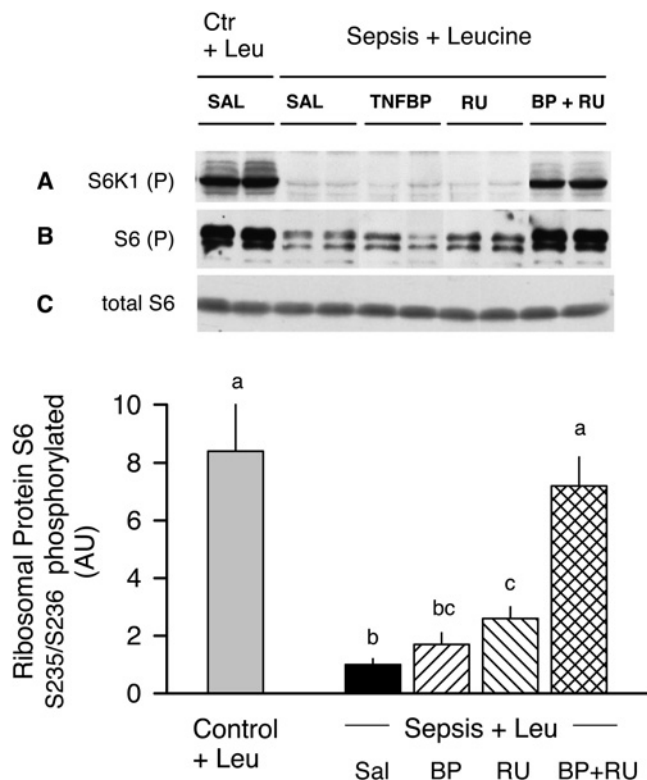 Ctr
+ Leu
Sepsis + Leucine
SAL SAL TNFBP RU BP + RU
A S6K1 (P)
B S6 (P)
C total S6
Ribosomal Protein S6
S235/S236 phosphorylated
(AU)
10
8
6
4
2
0
a
b
bc
c
a
Control
+ Leu
Sepsis + Leu
Sal BP RU BP+RU